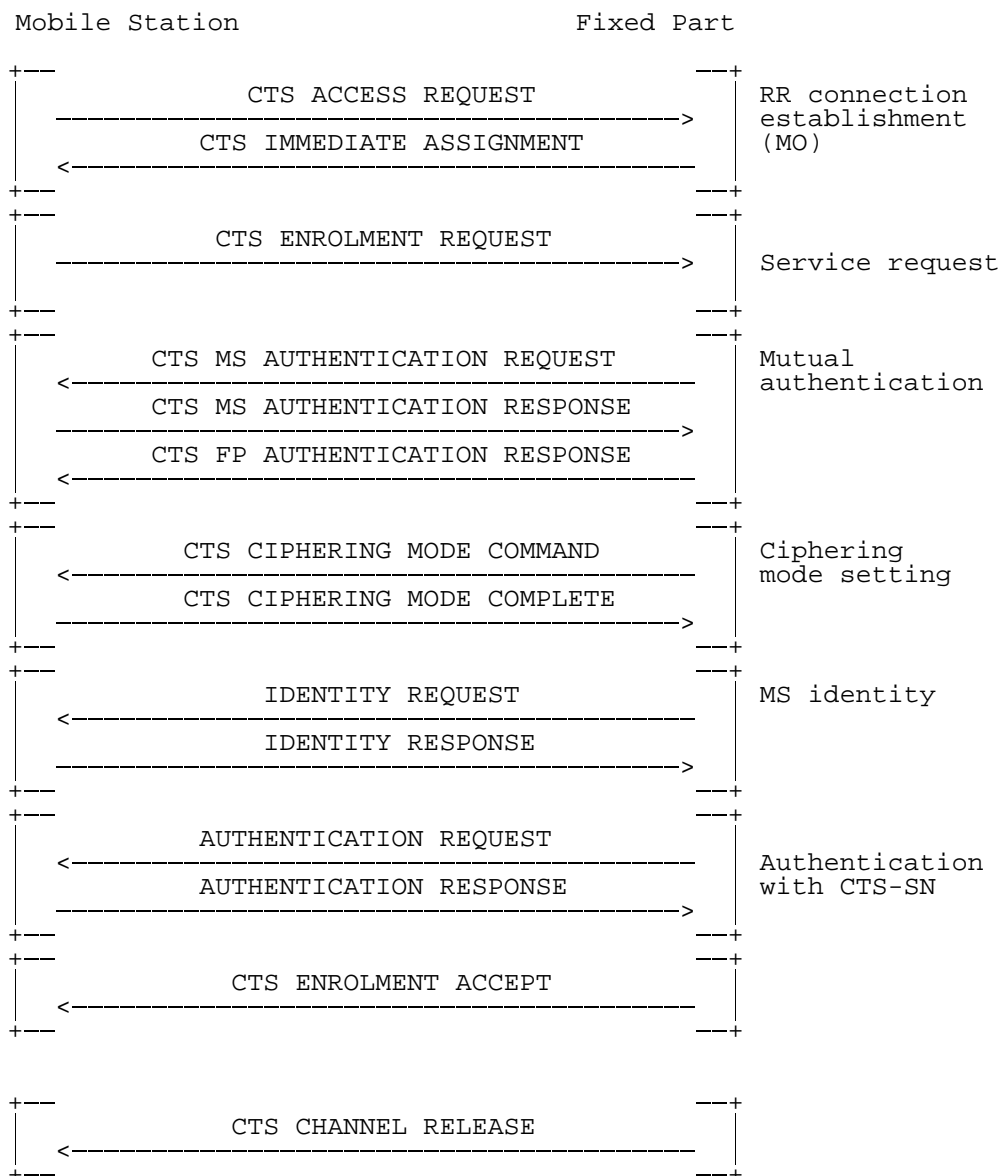 Mobile Station Fixed Part
CTS ACCESS REQUEST RR connection
establishment
CTS IMMEDIATE ASSIGNMENT (MO)
CTS ENROLMENT REQUEST
Service request
CTS MS AUTHENTICATION REQUEST Mutual
authentication
CTS MS AUTHENTICATION RESPONSE
CTS FP AUTHENTICATION RESPONSE
CTS CIPHERING MODE COMMAND Ciphering
mode setting
CTS CIPHERING MODE COMPLETE
IDENTITY REQUEST MS identity
IDENTITY RESPONSE
AUTHENTICATION REQUEST
Authentication
AUTHENTICATION RESPONSE with CTS-SN
CTS ENROLMENT ACCEPT
CTS CHANNEL RELEASE